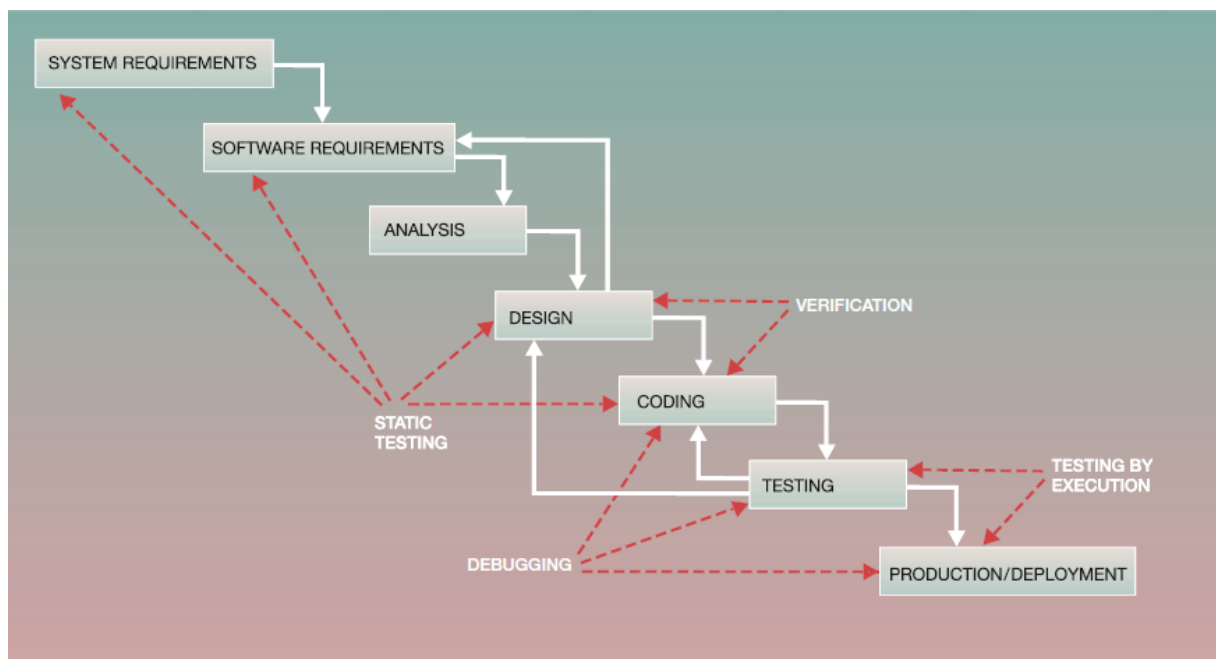 SYSTEM REQUIREMENTS
SOFTWARE REQUIREMENTS
ANALYSIS
DESIGN
VERIFICATION
CODING
STATIC
TESTING
TESTING
TESTING BY
EXECUTION
DEBUGGING
PRODUCTION/DEPLOYMENT